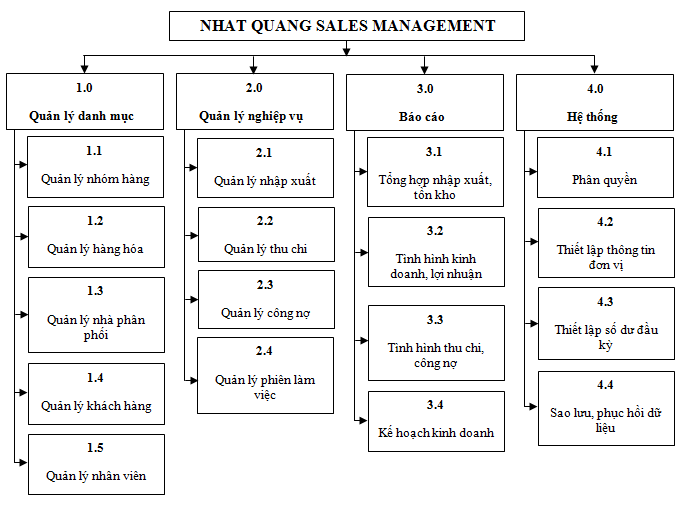 NHAT QUANG SALES MANAGEMENT
1.0
Quản lý danh mục
1.1
Quản lý nhóm hàng
1.2
Quản lý hàng hóa
1.3
Quản lý nhà phân
phối
1.4
Quản lý khách hàng
1.5
Quản lý nhân viên
2.0
Quản lý nghiệp vụ
2.1
Quản lý nhập xuất
2.2
Quản lý thu chi
2.3
Quản lý công nợ
2.4
Quản lý phiên làm
việc
3.0
Báo cáo
3.1
Tổng hợp nhập xuất,
tồn kho
3.2
Tình hình kinh
doanh, lợi nhuận
3.3
Tình hình thu chi,
công nợ
3.4
Kế hoạch kinh doanh
4.0
Hệ thống
4.1
Phân quyền
4.2
Thiết lập thông tin
đơn vị
4.3
Thiết lập số dư đầu
kỳ
4.4
Sao lưu, phục hồi dữ
liệu